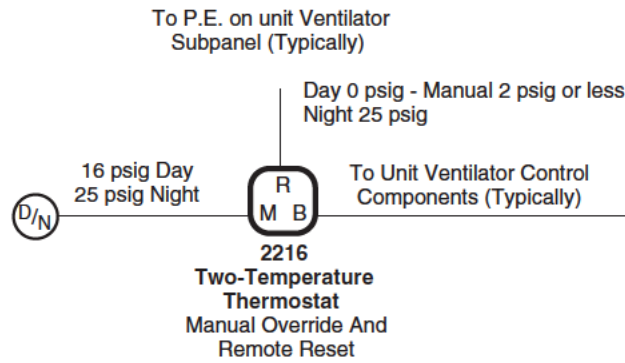 To P.E. on unit Ventilator
Subpanel (Typically)
Day 0 psig - Manual 2 psig or less
Night 25 psig
16 psig Day
25 psig Night
To Unit Ventilator Control
Components (Typically)
D/N
R
M B
2216
Two-Temperature
Thermostat
Manual Override And
Remote Reset